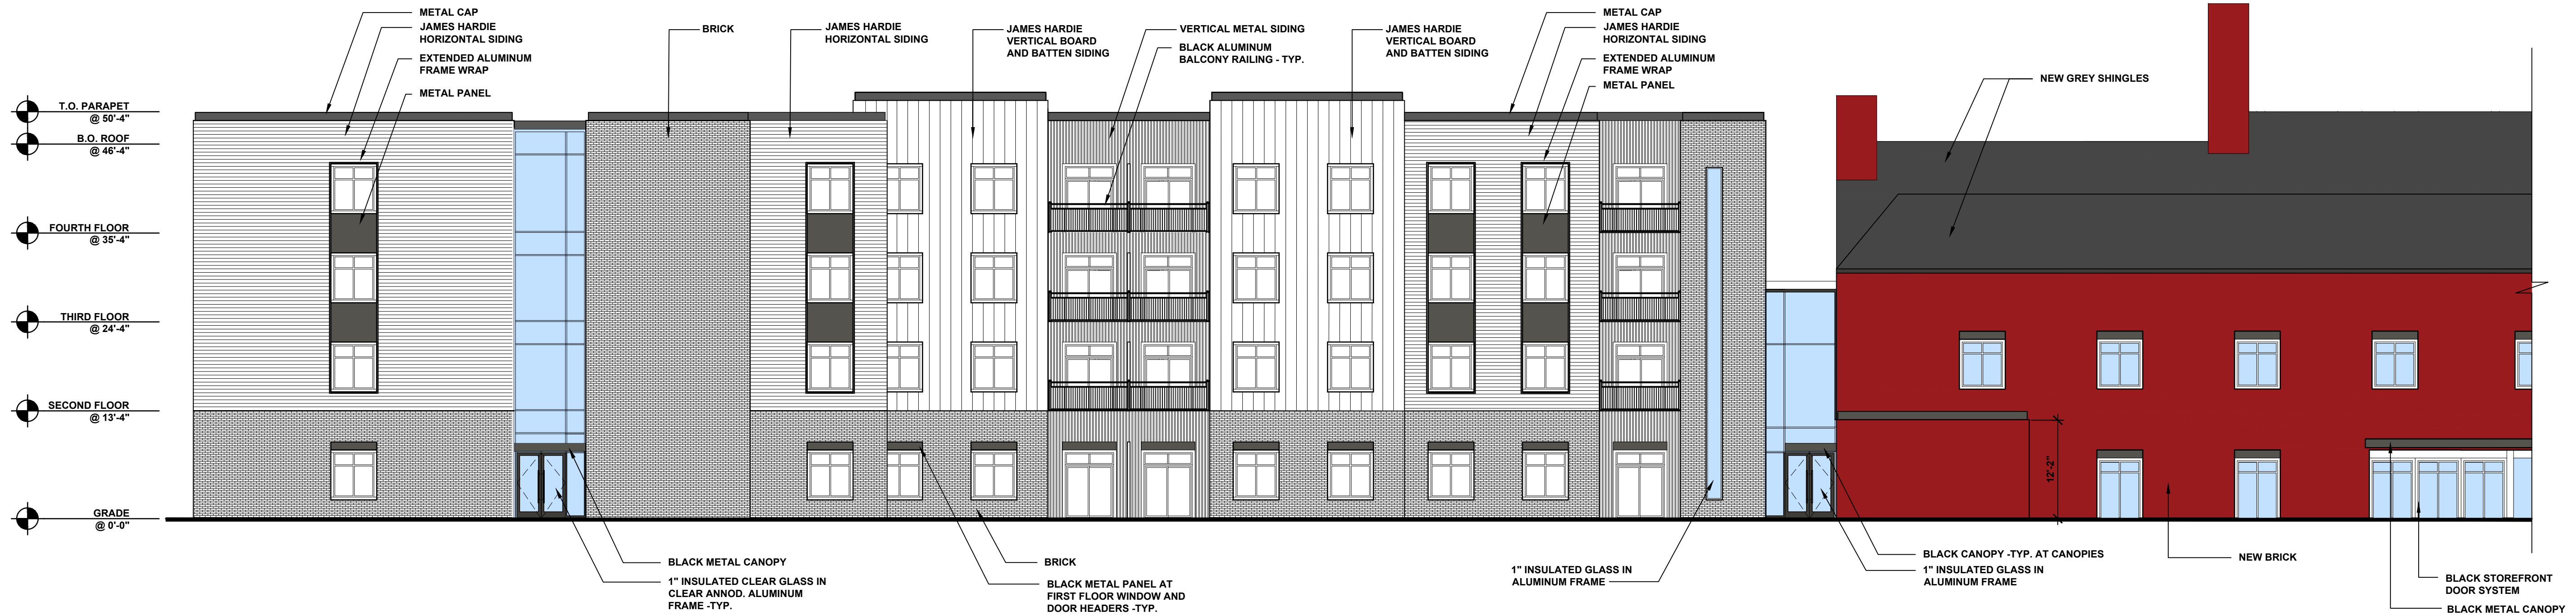 METAL CAP
JAMES HARDIE
HORIZONTAL SIDING
EXTENDED ALUMINUM
FRAME WRAP
METAL PANEL
BRICK
JAMES HARDIE
HORIZONTAL SIDING
JAMES HARDIE
VERTICAL BOARD
AND BATTEN SIDING
VERTICAL METAL SIDING
BLACK ALUMINUM
BALCONY RAILING - TYP.
JAMES HARDIE
VERTICAL BOARD
AND BATTEN SIDING
METAL CAP
JAMES HARDIE
HORIZONTAL SIDING
EXTENDED ALUMINUM
FRAME WRAP
METAL PANEL
NEW GREY SHINGLES
T.O. PARAPET
@ 50'-4"
B.O. ROOF
@ 46'-4"
FOURTH FLOOR
@ 35'-4"
THIRD FLOOR
@ 24'-4"
SECOND FLOOR
@ 13'-4"
GRADE
@ 0'-0"
12'-2"
BLACK METAL CANOPY
1" INSULATED CLEAR GLASS IN
CLEAR ANNOD. ALUMINUM
FRAME -TYP.
BRICK
BLACK METAL PANEL AT
FIRST FLOOR WINDOW AND
DOOR HEADERS -TYP.
1" INSULATED GLASS IN
ALUMINUM FRAME
BLACK CANOPY -TYP. AT CANOPIES
1" INSULATED GLASS IN
ALUMINUM FRAME
NEW BRICK
BLACK STOREFRONT
DOOR SYSTEM
BLACK METAL CANOPY